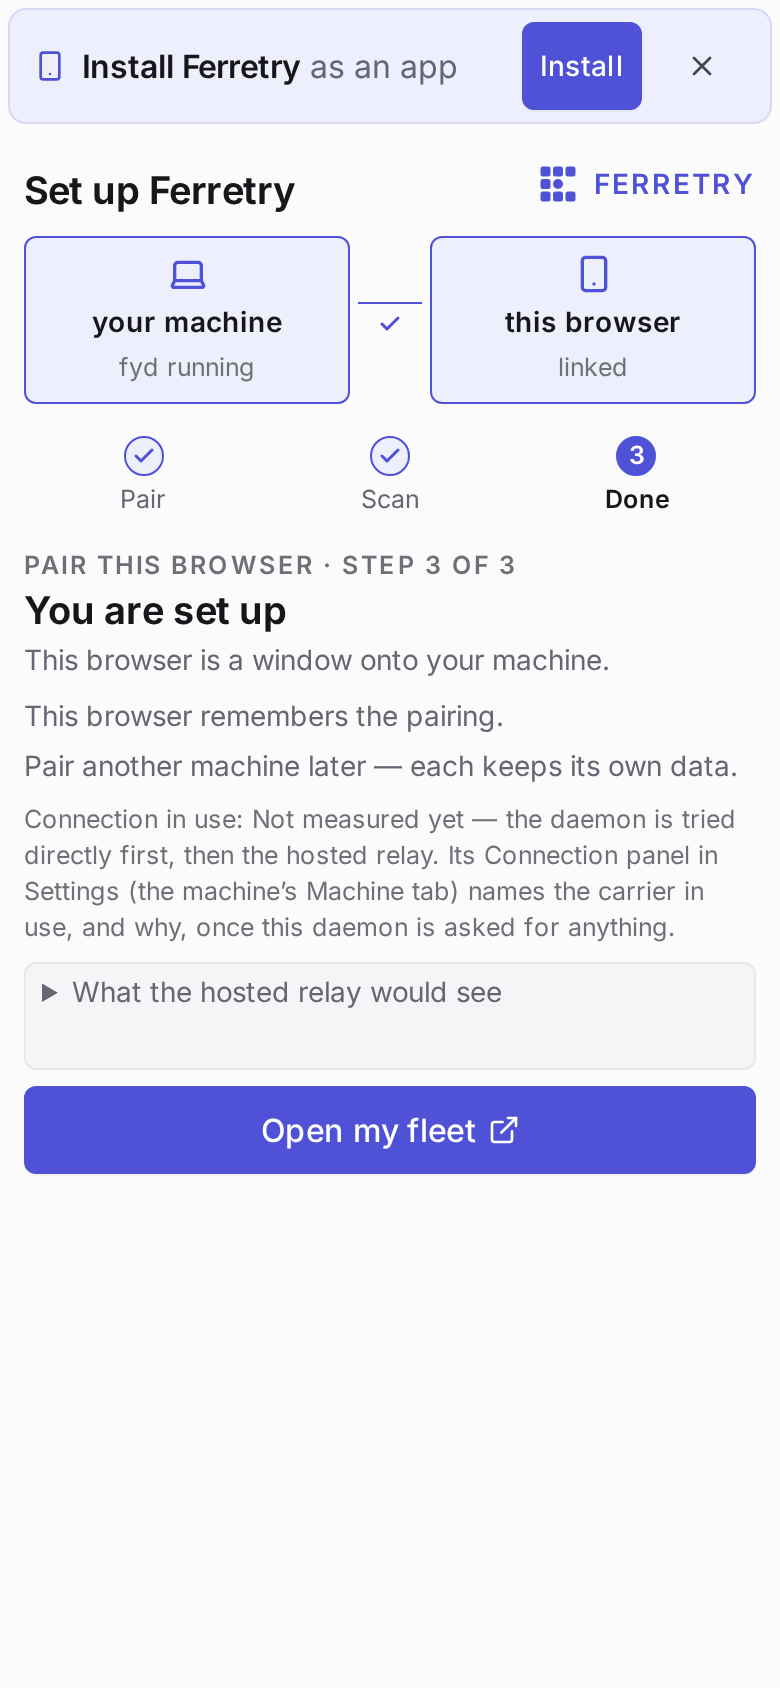 Install Ferretry as an app
Install
Set up Ferretry
FERRETRY
your machine
fyd running
this browser
linked
Pair
Scan
3
Done
PAIR THIS BROWSER · STEP 3 OF 3
You are set up
This browser is a window onto your machine.
This browser remembers the pairing.
Pair another machine later — each keeps its own data.
Connection in use: Not measured yet — the daemon is tried
directly first, then the hosted relay. Its Connection panel in
Settings (the machine’s Machine tab) names the carrier in
use, and why, once this daemon is asked for anything.
What the hosted relay would see
Open my fleet